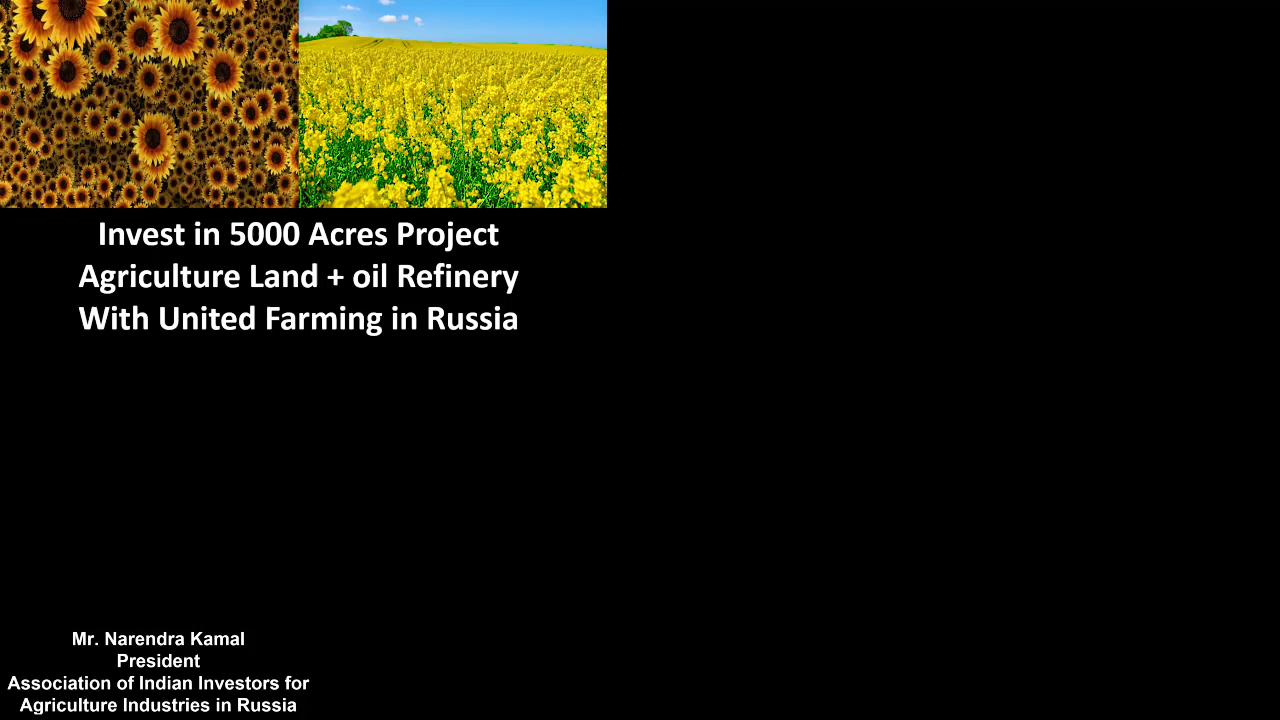 Invest in 5000 Acres Project
Agriculture Land + oil Refinery
With United Farming in Russia
Mr. Narendra Kamal
President
Association of Indian Investors for
Agriculture Industries in Russia